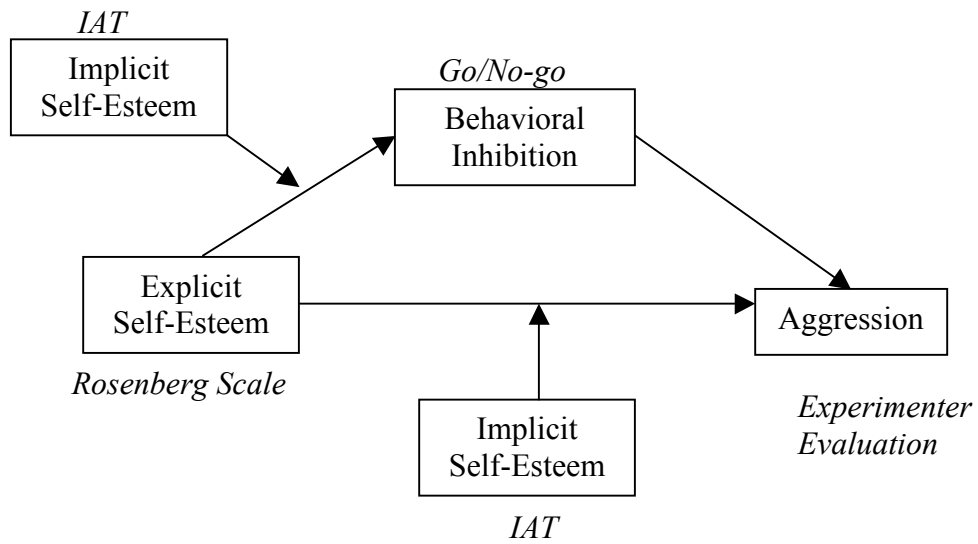 IAT
Implicit
Self-Esteem
Go/No-go
Behavioral
Inhibition
Explicit
Self-Esteem
Rosenberg Scale
Aggression
Experimenter
Evaluation
Implicit
Self-Esteem
IAT